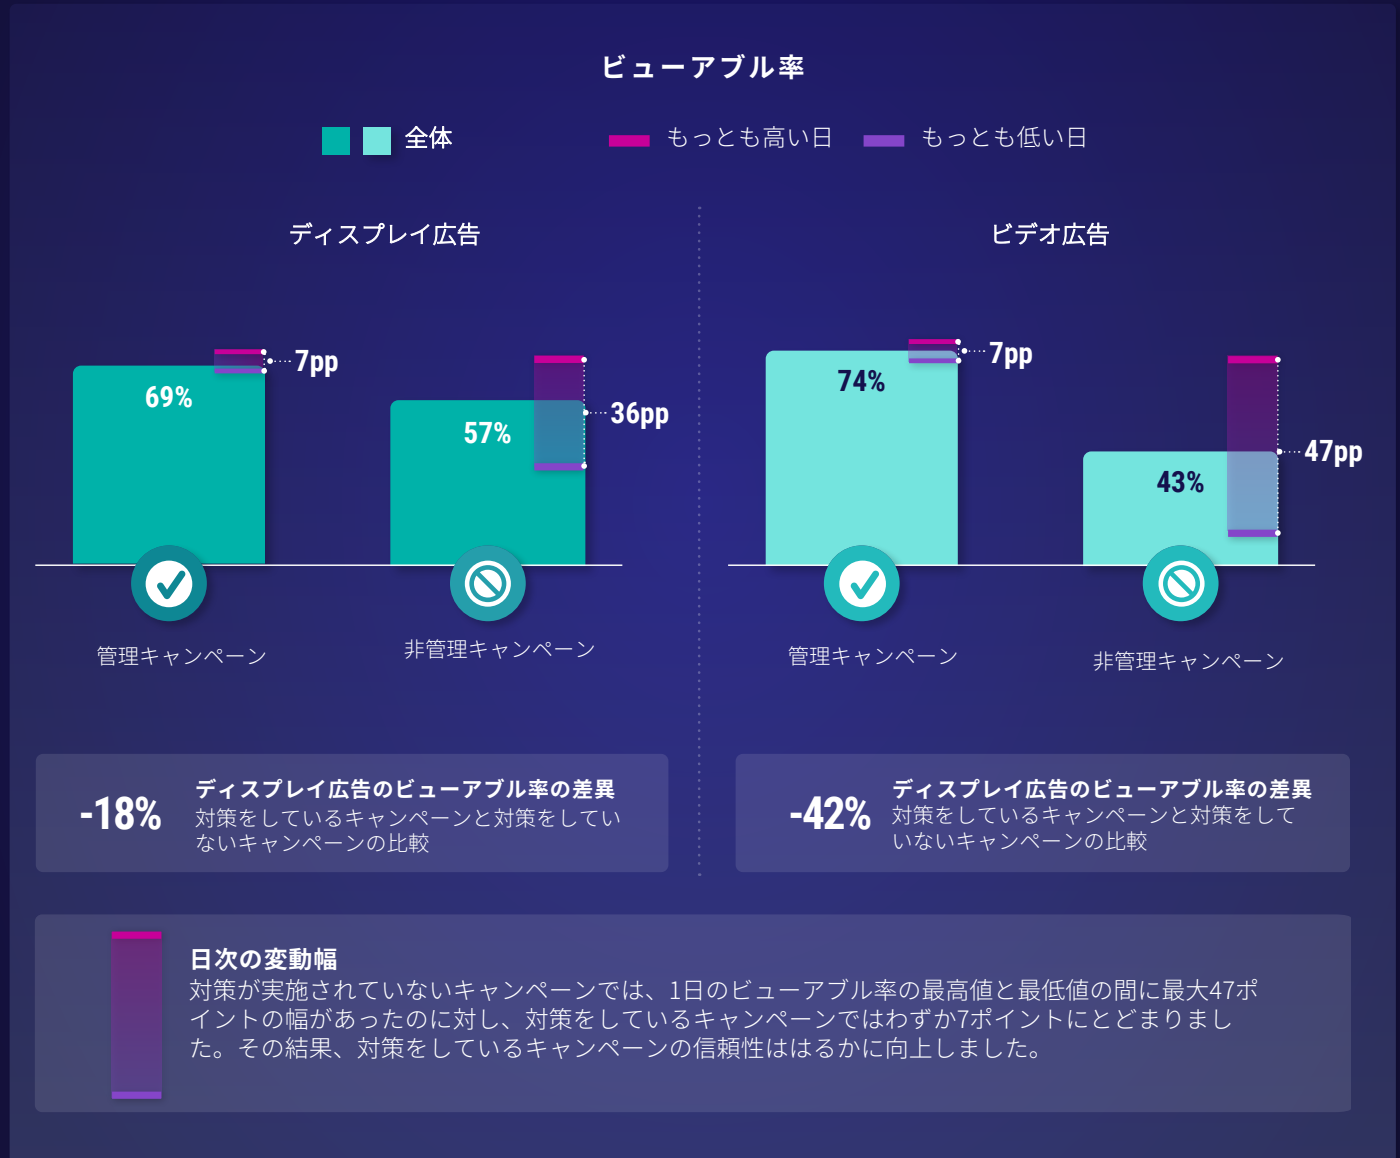 ビューアブル率
全体
もっとも高い日
もっとも低い日
ディスプレイ広告
7pp
69%
36pp
57%
管理キャンペーン
非管理キャンペーン
ビデオ広告
7pp
74%
47pp
43%
管理キャンペーン
非管理キャンペーン
-18%
ディスプレイ広告のビューアブル率の差異
対策をしているキャンペーンと対策をしてい
ないキャンペーンの比較
-42%
ディスプレイ広告のビューアブル率の差異
対策をしているキャンペーンと対策をして
いないキャンペーンの比較
日次の変動幅
対策が実施されていないキャンペーンでは、1日のビューアブル率の最高値と最低値の間に最大47ポ
イントの幅があったのに対し、対策をしているキャンペーンではわずか7ポイントにとどまりまし
た。その結果、対策をしているキャンペーンの信頼性ははるかに向上しました。